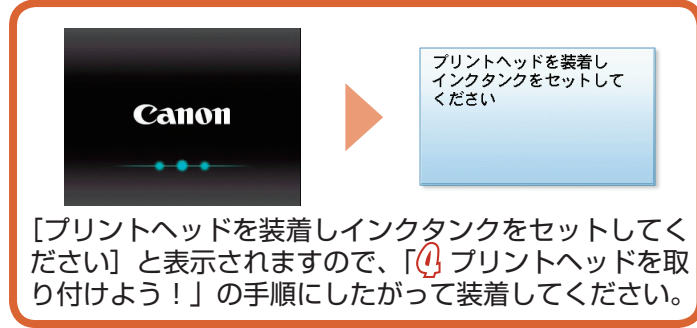 Canon
プリントヘッドを装着し
インクタンクをセットして
ください
［プリントヘッドを装着しインクタンクをセットしてく
ださい］と表示されますので、「4 プリントヘッドを取
り付けよう！」の手順にしたがって装着してください。